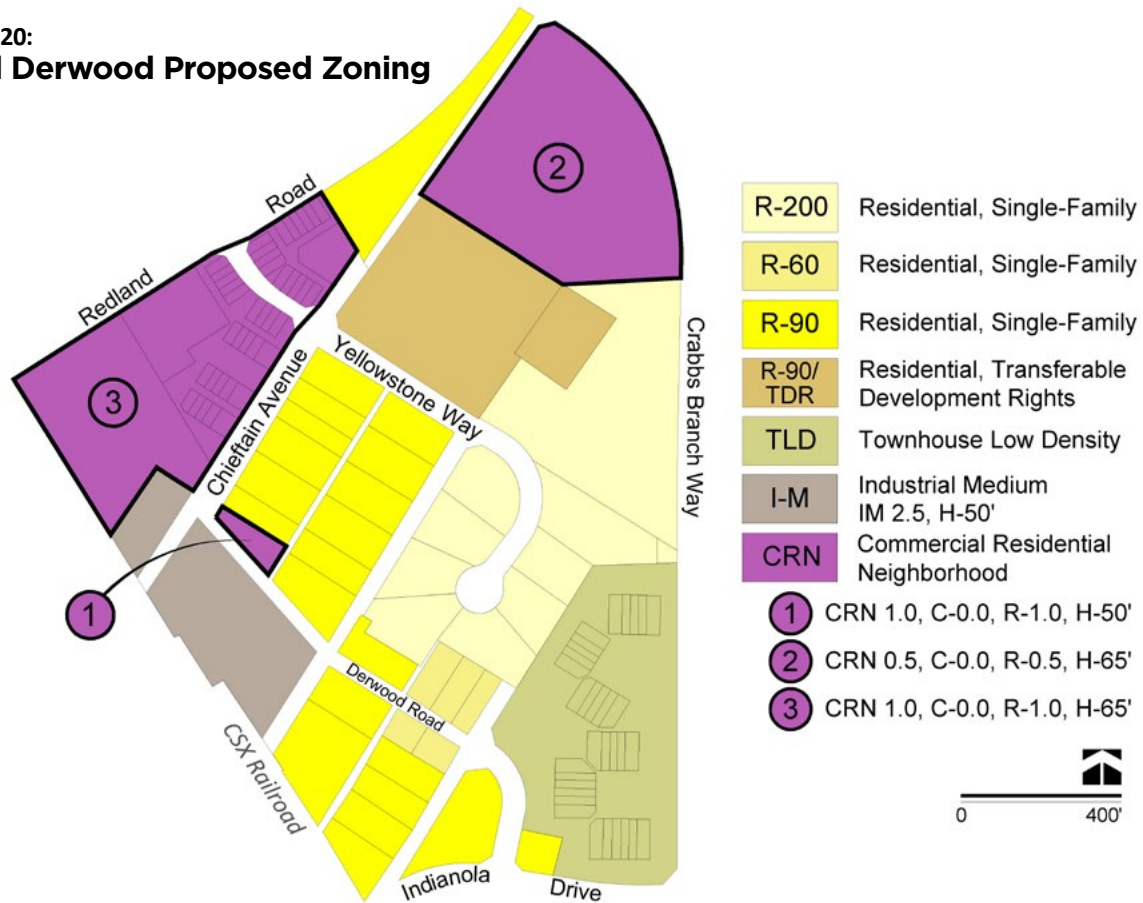 20:
Derwood Proposed Zoning
Road
Redland
2
3
1
Chieftain Avenue
Yellowstone Way
Crabbs Branch Way
Derwood Road
CSX Railroad
Indianola
Drive
R-200 Residential, Single-Family
R-60 Residential, Single-Family
R-90 Residential, Single-Family
R-90/ Residential, Transferable
TDR Development Rights
TLD Townhouse Low Density
I-M Industrial Medium
IM 2.5, H-50'
CRN Commercial Residential
Neighborhood
1 CRN 1.0, C-0.0, R-1.0, H-50'
2 CRN 0.5, C-0.0, R-0.5, H-65'
3 CRN 1.0, C-0.0, R-1.0, H-65'
0 400'